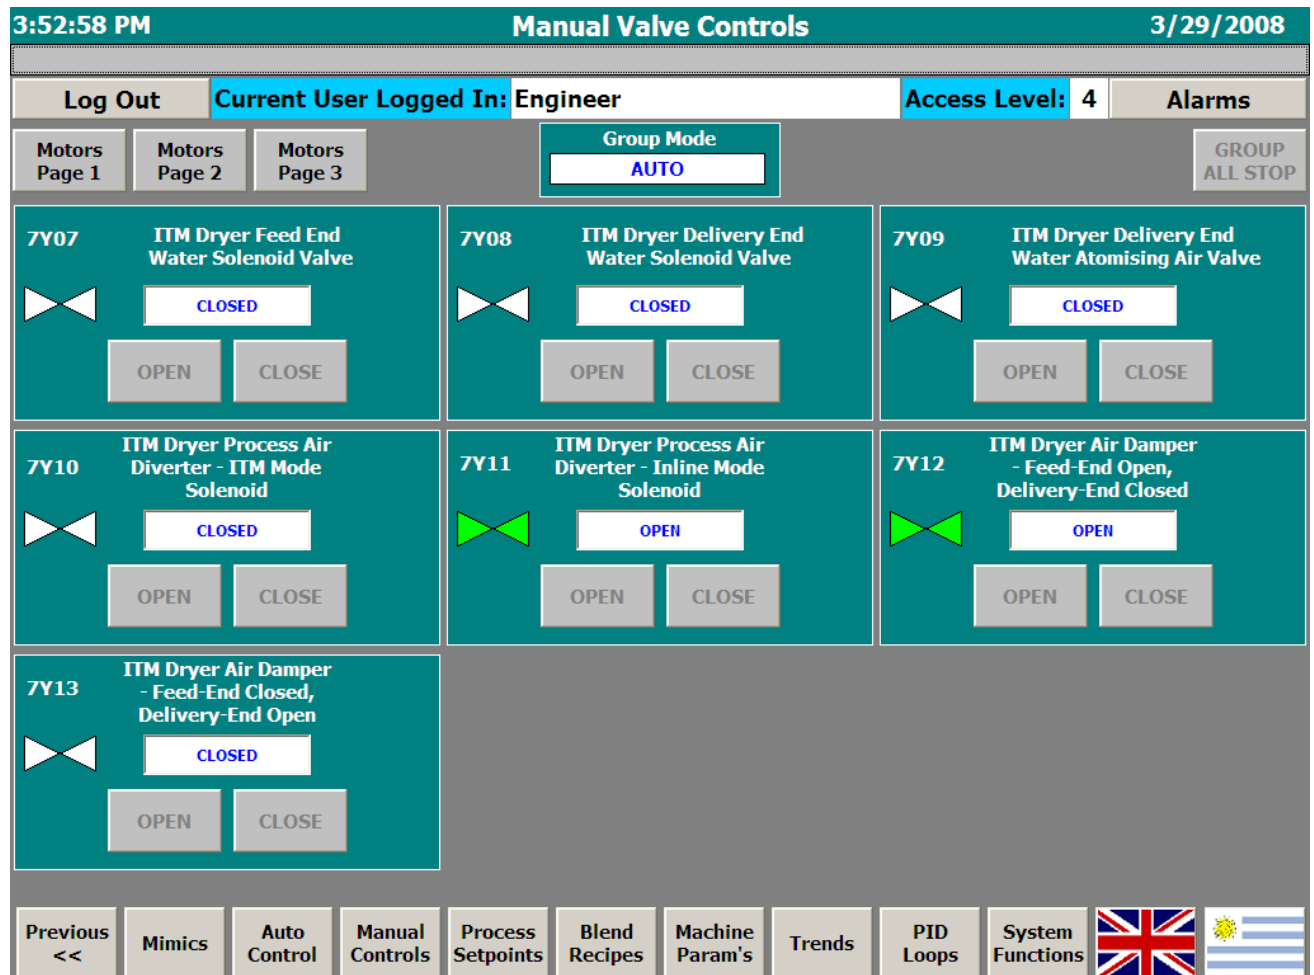 3:52:58 PM Manual Valve Controls 3/29/2008
Log Out Current User Logged In: Engineer Access Level: 4 Alarms
Motors Page 1
Motors Page 2
Motors Page 3
Group Mode
AUTO
GROUP
ALL STOP
7Y07
ITM Dryer Feed End
Water Solenoid Valve
CLOSED
OPEN CLOSE
7Y08
ITM Dryer Delivery End
Water Solenoid Valve
CLOSED
OPEN CLOSE
7Y09
ITM Dryer Delivery End
Water Atomising Air Valve
CLOSED
OPEN CLOSE
7Y10
ITM Dryer Process Air
Diverter - ITM Mode
Solenoid
CLOSED
OPEN CLOSE
7Y11
ITM Dryer Process Air
Diverter - Inline Mode
Solenoid
OPEN
OPEN CLOSE
7Y12
ITM Dryer Air Damper
- Feed-End Open,
Delivery-End Closed
OPEN
OPEN CLOSE
7Y13
ITM Dryer Air Damper
- Feed-End Closed,
Delivery-End Open
CLOSED
OPEN CLOSE
Previous
<<
Mimics
Auto
Control
Manual
Controls
Process
Setpoints
Blend
Recipes
Machine
Param's
Trends
PID
Loops
System
Functions